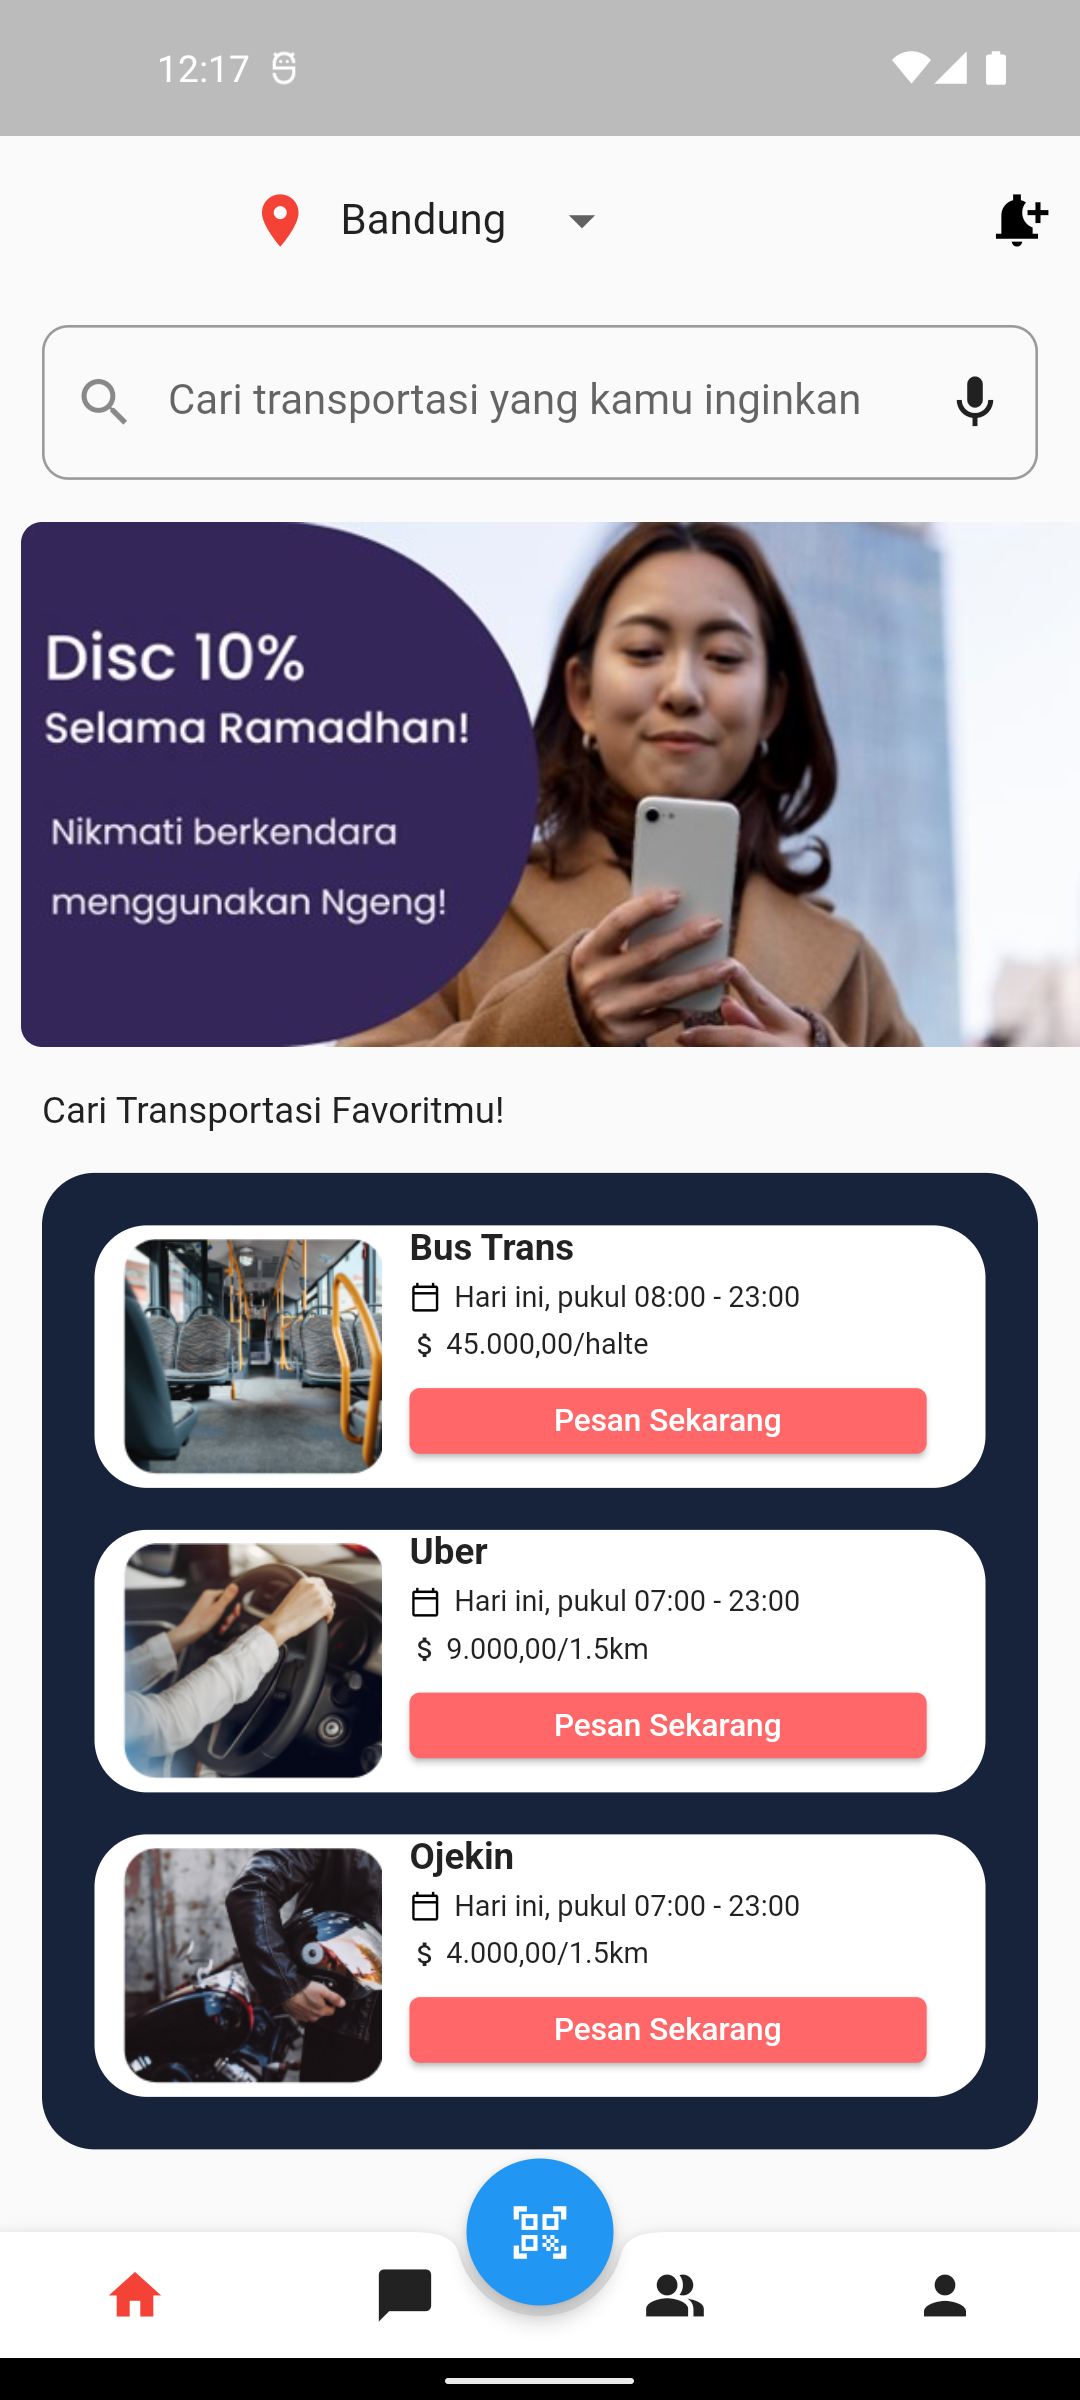 12:17
Bandung
Cari transportasi yang kamu inginkan
Disc 10%
Selama Ramadhan!
Nikmati berkendara
menggunakan Ngeng!
Cari Transportasi Favoritmu!
Bus Trans
Hari ini, pukul 08:00 - 23:00
$ 45.000,00/halte
Pesan Sekarang
Uber
Hari ini, pukul 07:00 - 23:00
$ 9.000,00/1.5km
Pesan Sekarang
Ojekin
Hari ini, pukul 07:00 - 23:00
$ 4.000,00/1.5km
Pesan Sekarang